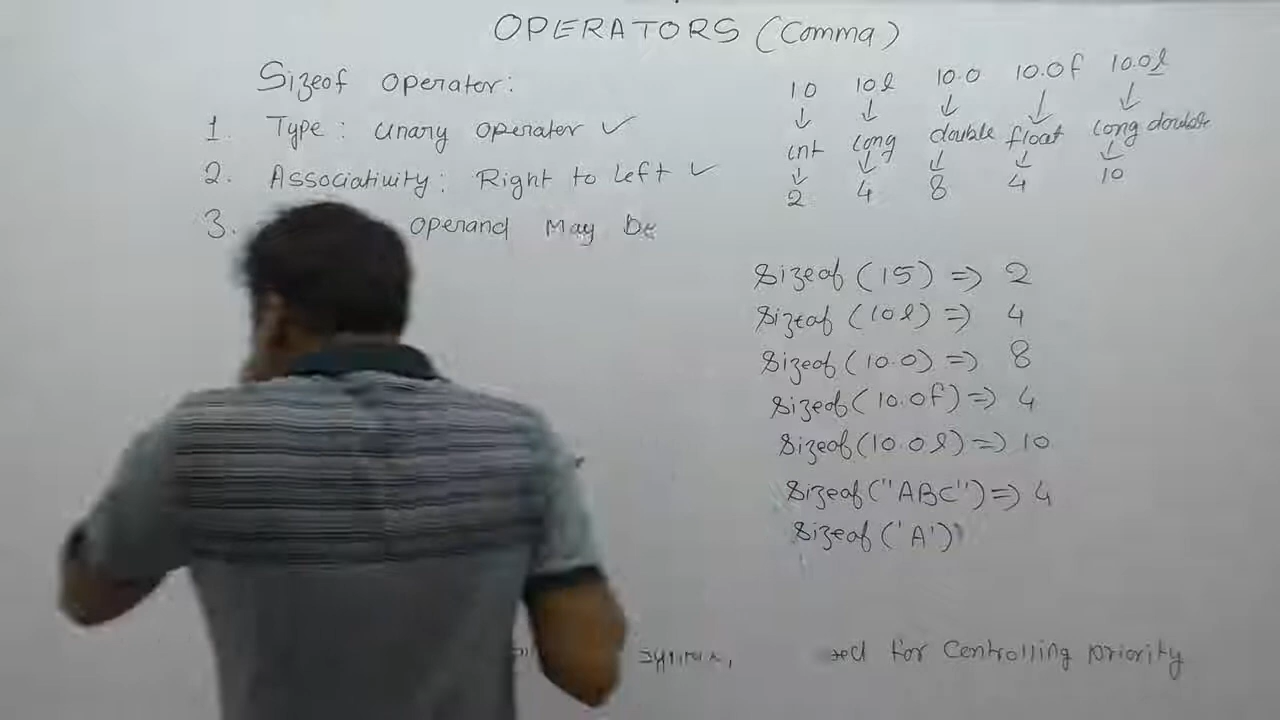 OPERATORS (Comma)
Sizeof operator:
1. Type: Unary operator ✓
2. Associativity: Right to Left ✓
3. operand May be
10 10l 10.0 10.0f 10.0l
↓ ↓ ↓ ↓ ↓
int long double float long double
↓ ↓ ↓ ↓ ↓
2 4 8 4 10
Sizeof (15) => 2
Sizeof (10l) => 4
Sizeof (10.0) => 8
Sizeof (10.0f) => 4
Sizeof (10.0l) => 10
Sizeof ("ABC") => 4
Sizeof ('A')
for Controlling priority